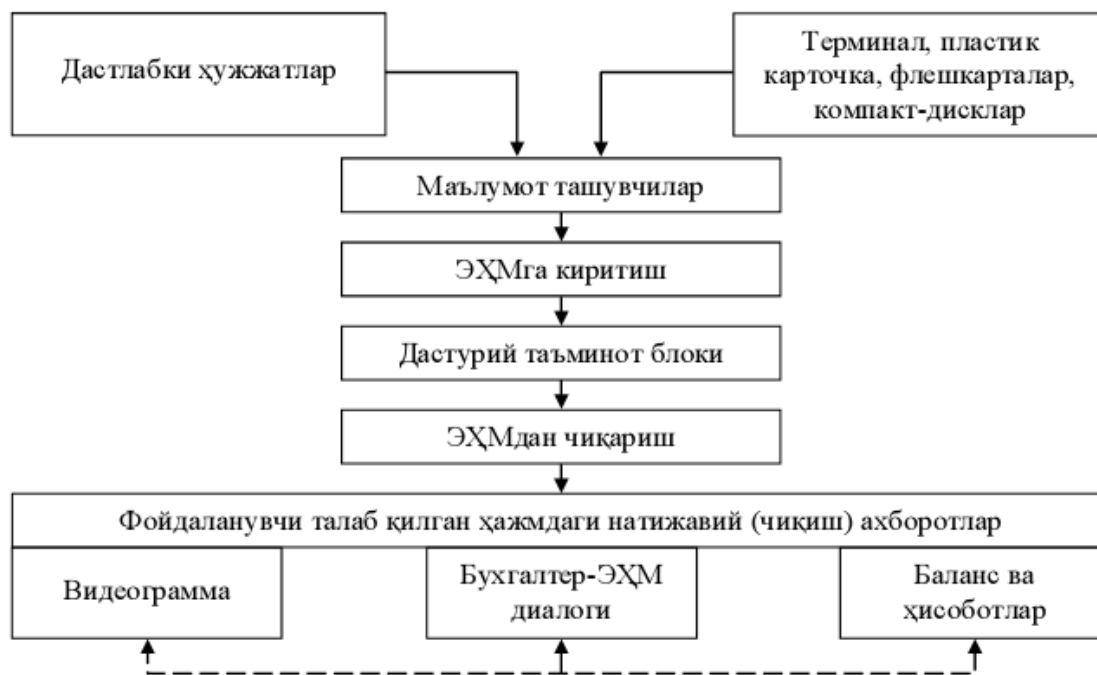 Дастлабки ҳужжатлар
Терминал, пластик
карточка, флешкарталар,
компакт-дисклар
Маълумот ташувчилар
ЭҲМга киритиш
Дастурий таъминот блоки
ЭҲМдан чиқариш
Фойдаланувчи талаб қилган ҳажмдаги натижавий (чиқиш) ахборотлар
Видеограмма
Бухгалтер-ЭҲМ
диалоги
Баланс ва
ҳисоботлар